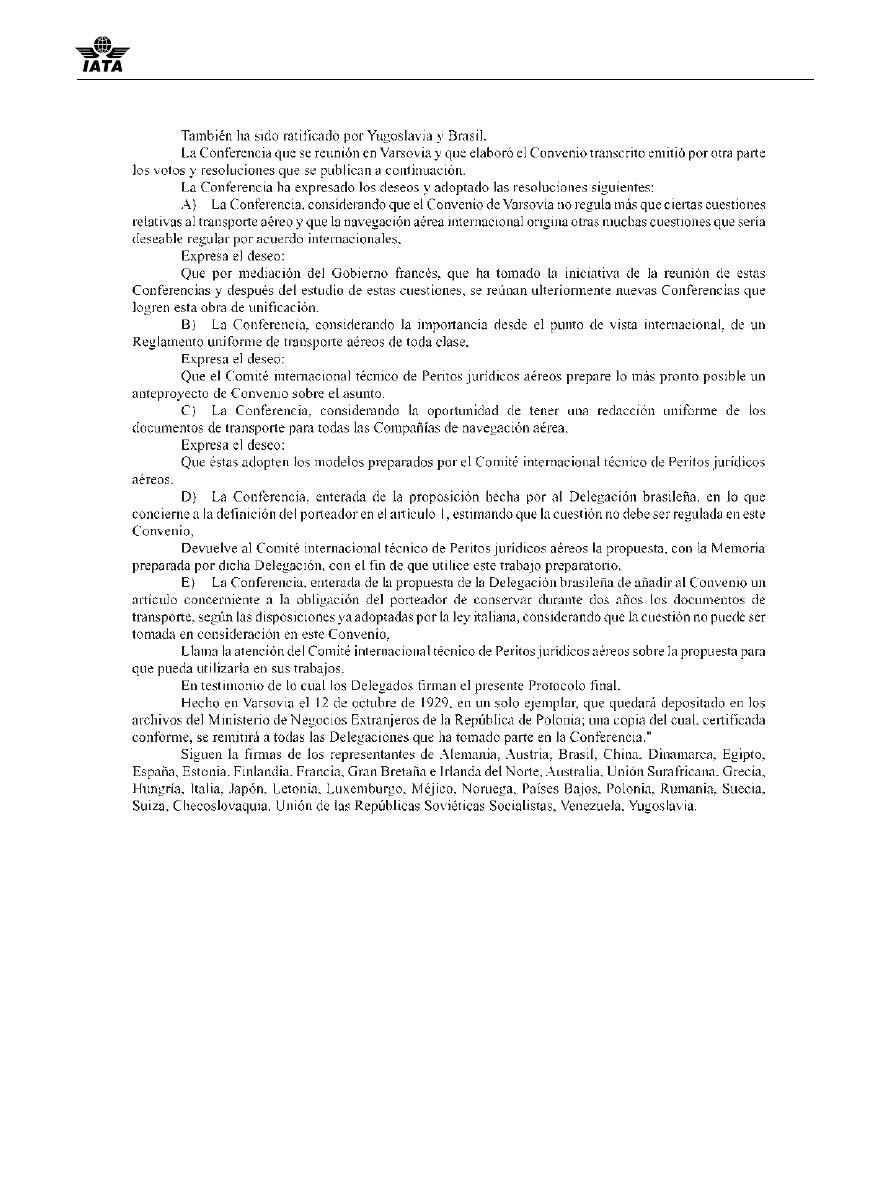 IATA
También ha sido ratificado por Yugoslavia y Brasil.
La Conferencia que se reunión en Varsovia y que elaboró el Convenio transcrito emitió por otra parte
los votos y resoluciones que se publican a continuación.
La Conferencia ha expresado los deseos y adoptado las resoluciones siguientes:
A) La Conferencia, considerando que el Convenio de Varsovia no regula más que ciertas cuestiones
relativas al transporte aéreo y que la navegación aérea internacional origina otras muchas cuestiones que sería
deseable regular por acuerdo internacionales,
Expresa el deseo:
Que por mediación del Gobierno francés, que ha tomado la iniciativa de la reunión de estas
Conferencias y después del estudio de estas cuestiones, se reúnan ulteriormente nuevas Conferencias que
logren esta obra de unificación.
B) La Conferencia, considerando la importancia desde el punto de vista internacional, de un
Reglamento uniforme de transporte aéreos de toda clase,
Expresa el deseo:
Que el Comité internacional técnico de Peritos jurídicos aéreos prepare lo más pronto posible un
anteproyecto de Convenio sobre el asunto.
C) La Conferencia, considerando la oportunidad de tener una redacción uniforme de los
documentos de transporte para todas las Compañías de navegación aérea,
Expresa el deseo:
Que éstas adopten los modelos preparados por el Comité internacional técnico de Peritos jurídicos
aéreos.
D) La Conferencia, enterada de la proposición hecha por al Delegación brasileña, en lo que
concierne a la definición del porteador en el artículo 1, estimando que la cuestión no debe ser regulada en este
Convenio,
Devuelve al Comité internacional técnico de Peritos jurídicos aéreos la propuesta, con la Memoria
preparada por dicha Delegación, con el fin de que utilice este trabajo preparatorio.
E) La Conferencia, enterada de la propuesta de la Delegación brasileña de añadir al Convenio un
artículo concerniente a la obligación del porteador de conservar durante dos años los documentos de
transporte, según las disposiciones ya adoptadas por la ley italiana, considerando que la cuestión no puede ser
tomada en consideración en este Convenio,
Llama la atención del Comité internacional técnico de Peritos jurídicos aéreos sobre la propuesta para
que pueda utilizarla en sus trabajos.
En testimonio de lo cual los Delegados firman el presente Protocolo final.
Hecho en Varsovia el 12 de octubre de 1929, en un solo ejemplar, que quedará depositado en los
archivos del Ministerio de Negocios Extranjeros de la República de Polonia; una copia del cual, certificada
conforme, se remitirá a todas las Delegaciones que ha tomado parte en la Conferencia."
Siguen la firmas de los representantes de Alemania, Austria, Brasil, China, Dinamarca, Egipto,
España, Estonia, Finlandia, Francia, Gran Bretaña e Irlanda del Norte, Australia, Unión Surafricana, Grecia,
Hungría, Italia, Japón, Letonia, Luxemburgo, Méjico, Noruega, Países Bajos, Polonia, Rumania, Suecia,
Suiza, Checoslovaquia, Unión de las Repúblicas Soviéticas Socialistas, Venezuela, Yugoslavia.